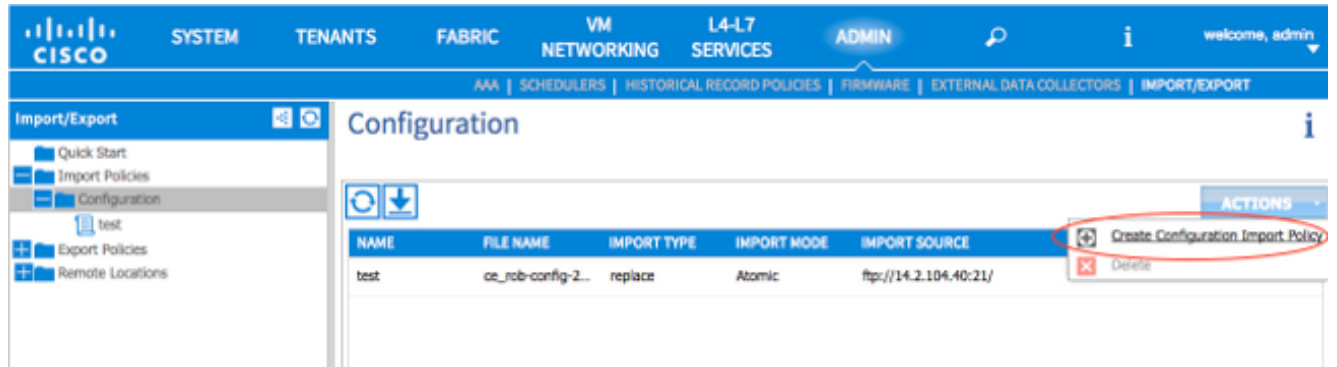 CISCO SYSTEM TENANTS FABRIC VM NETWORKING L4-L7 SERVICES ADMIN i welcome, admin
AAA | SCHEDULERS | HISTORICAL RECORD POLICIES | FIRMWARE | EXTERNAL DATA COLLECTORS | IMPORT/EXPORT
Import/Export
Quick Start
Import Policies
Configuration
test
Export Policies
Remote Locations
Configuration i
ACTIONS
Create Configuration Import Policy
Delete
NAME FILE NAME IMPORT TYPE IMPORT MODE IMPORT SOURCE
test ce_rob-config-2... replace Atomic ftp://14.2.104.40:21/